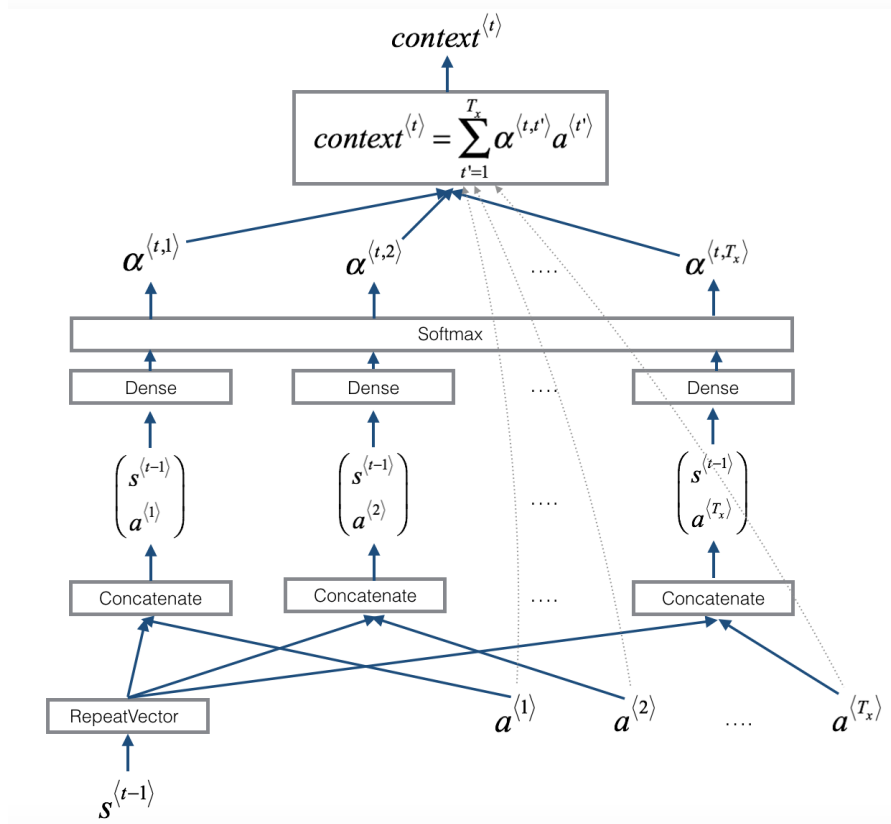 context⟨t⟩
context⟨t⟩ = ∑_{t'=1}^{T_x} α⟨t,t'⟩ a⟨t'⟩
α⟨t,1⟩ α⟨t,2⟩ .... α⟨t,T_x⟩
Softmax
Dense Dense .... Dense
s⟨t−1⟩ s⟨t−1⟩ s⟨t−1⟩
....
a⟨1⟩ a⟨2⟩ a⟨T_x⟩
Concatenate Concatenate .... Concatenate
RepeatVector a⟨1⟩ a⟨2⟩ .... a⟨T_x⟩
s⟨t−1⟩